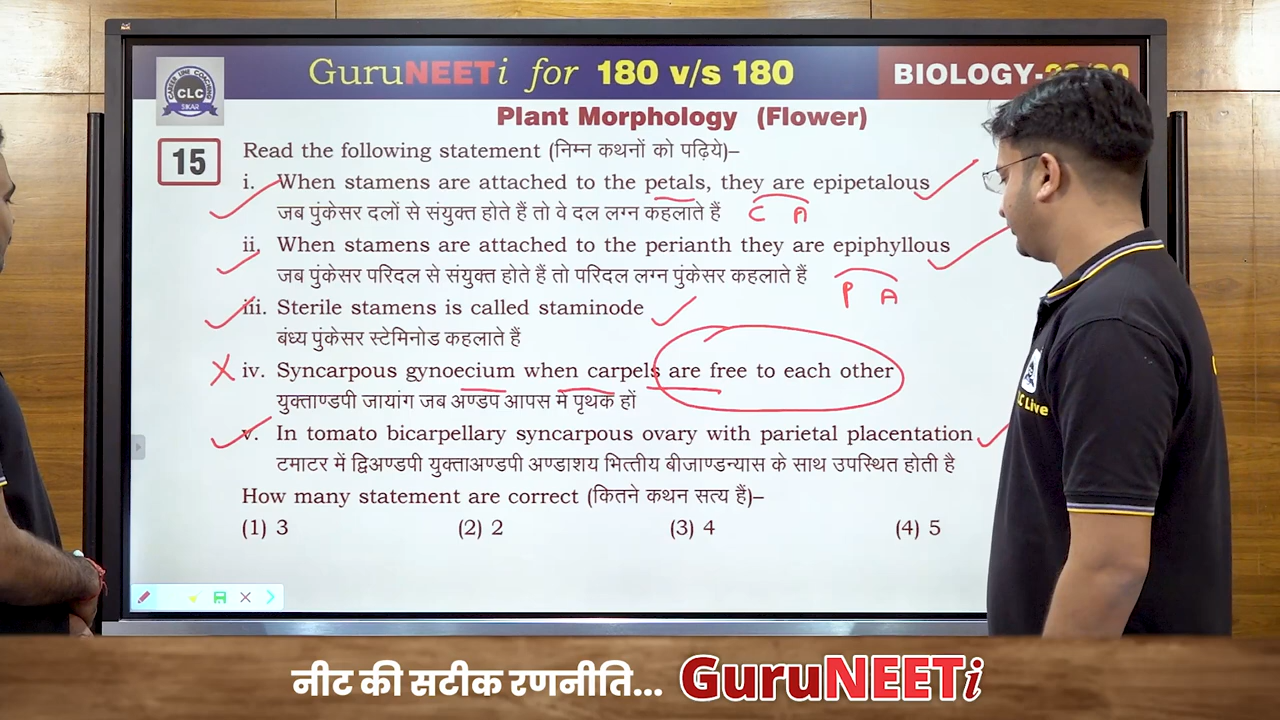 GuruNEETi for 180 v/s 180
BIOLOGY-
CAREER LINE COACHING
CLC
SIKAR
Plant Morphology (Flower)
15 Read the following statement (निम्न कथनों को पढ़िये)–
i. When stamens are attached to the petals, they are epipetalous
जब पुंकेसर दलों से संयुक्त होते हैं तो वे दल लग्न कहलाते हैं C A
ii. When stamens are attached to the perianth they are epiphyllous
जब पुंकेसर परिदल से संयुक्त होते हैं तो परिदल लग्न पुंकेसर कहलाते हैं
P A
iii. Sterile stamens is called staminode
बंध्य पुंकेसर स्टेमिनोड कहलाते हैं
iv. Syncarpous gynoecium when carpels are free to each other
युक्ताण्डपी जायांग जब अण्डप आपस में पृथक हों
v. In tomato bicarpellary syncarpous ovary with parietal placentation
टमाटर में द्विअण्डपी युक्ताअण्डपी अण्डाशय भित्तीय बीजाण्डन्यास के साथ उपस्थित होती है
How many statement are correct (कितने कथन सत्य हैं)–
(1) 3 (2) 2 (3) 4 (4) 5
Live
नीट की सटीक रणनीति... GuruNEETi